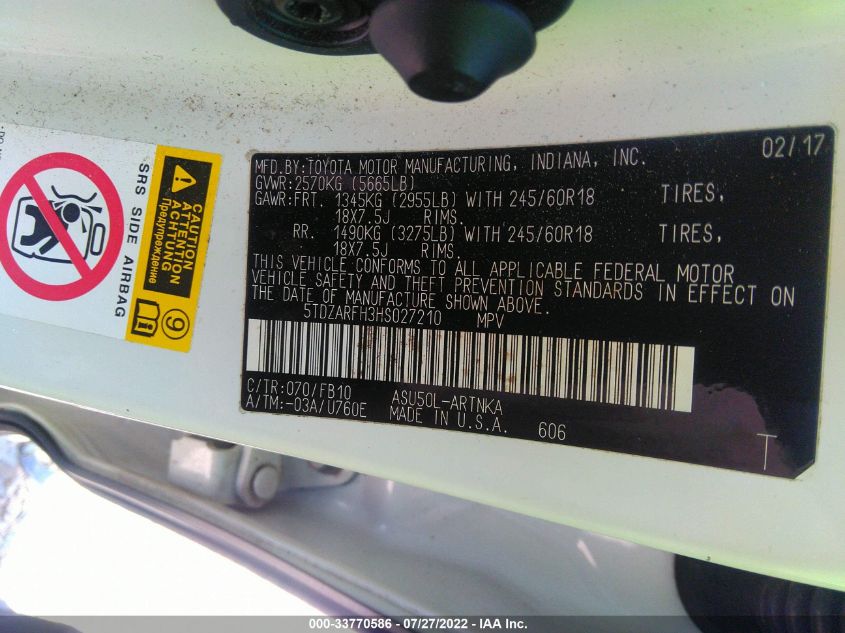 SRS SIDE AIRBAG
CAUTION
ATTENTION
ACHTUNG
Предупреждение
9
MFD.BY:TOYOTA MOTOR MANUFACTURING, INDIANA, INC. 02/17
GVWR:2570KG (5665LB)
GAWR:FRT. 1345KG (2955LB) WITH 245/60R18 TIRES,
18X7.5J RIMS.
RR. 1490KG (3275LB) WITH 245/60R18 TIRES,
18X7.5J RIMS.
THIS VEHICLE CONFORMS TO ALL APPLICABLE FEDERAL MOTOR
VEHICLE SAFETY AND THEFT PREVENTION STANDARDS IN EFFECT ON
THE DATE OF MANUFACTURE SHOWN ABOVE.
5TDZARFH3HS027210 MPV
C/TR:070/FB10 ASU50L-ARTNKA
A/TM:-03A/U760E MADE IN U.S.A. 606
T
000-33770586 - 07/27/2022 - IAA Inc.